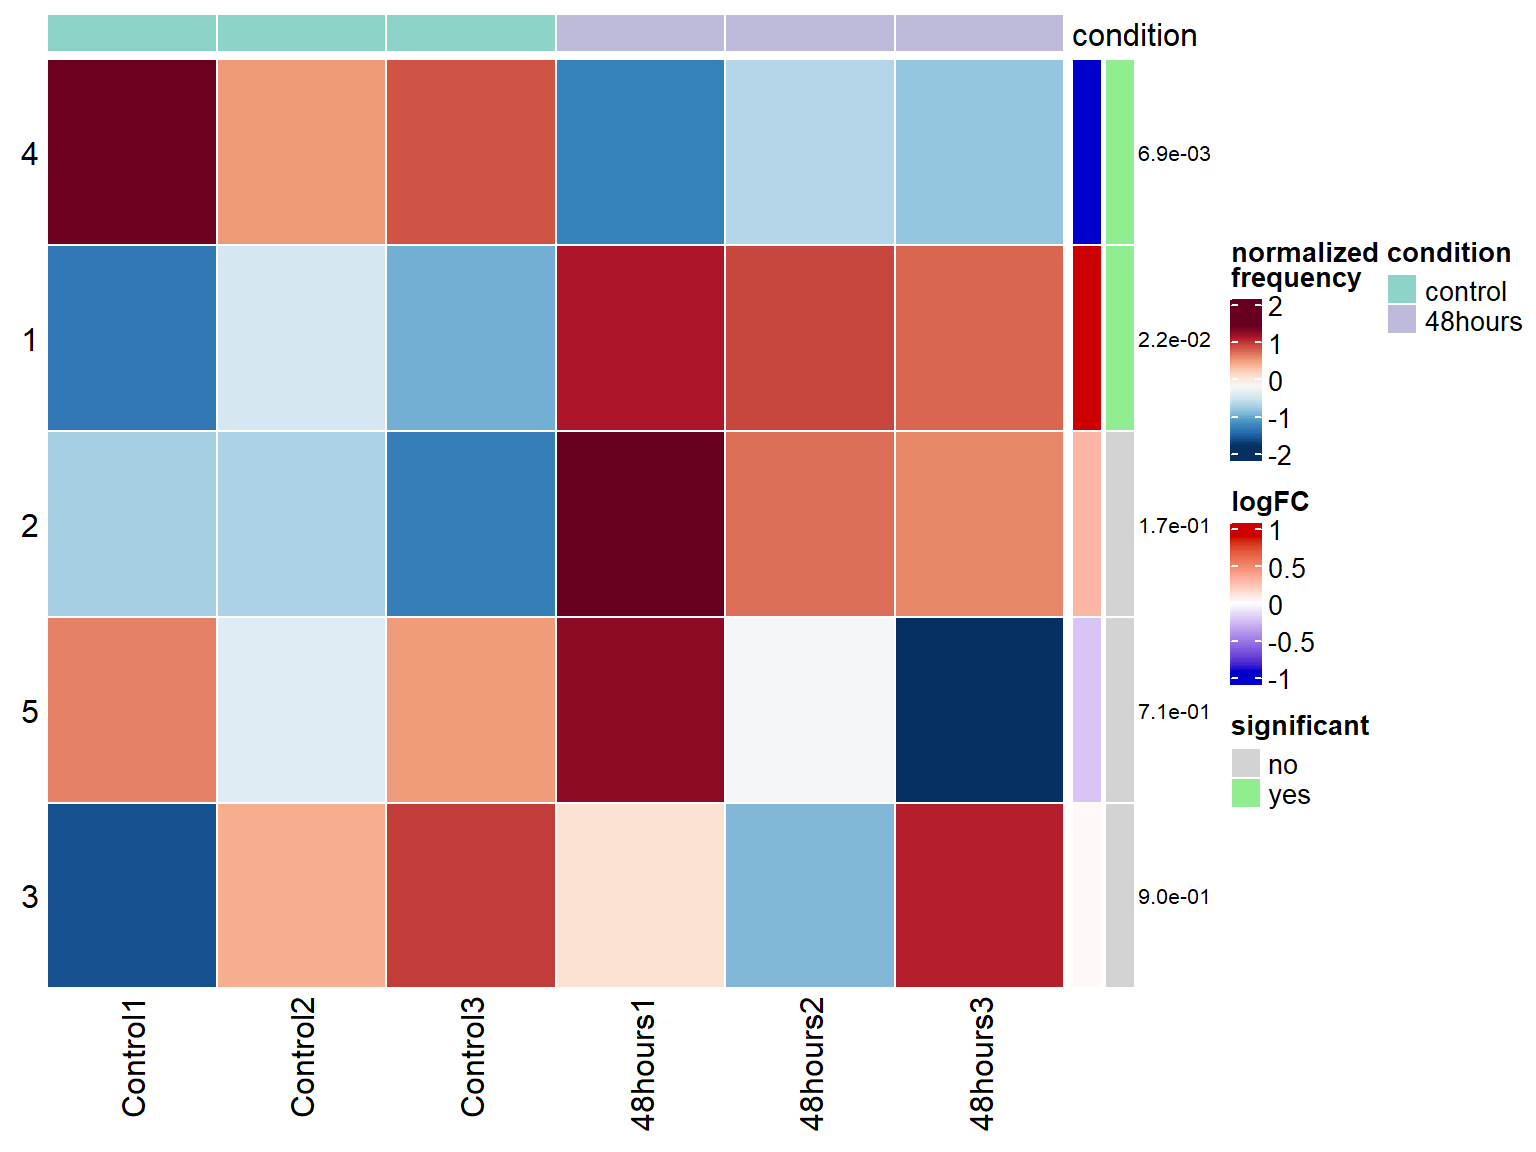 condition
4
6.9e-03
1
2.2e-02
2
1.7e-01
5
7.1e-01
3
9.0e-01
Control1
Control2
Control3
48hours1
48hours2
48hours3
normalized
frequency
2
1
0
-1
-2
condition
control
48hours
logFC
1
0.5
0
-0.5
-1
significant
no
yes